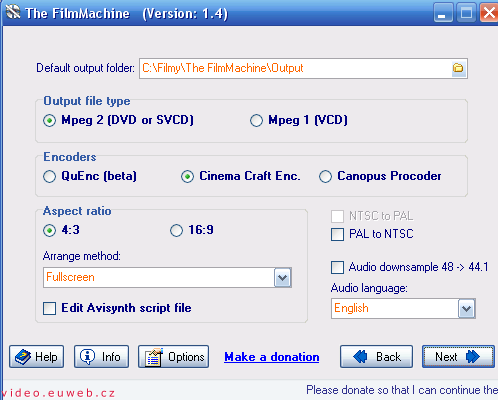 The FilmMachine (Version: 1.4)
Default output folder: C:\Filmy\The FilmMachine\Output
Output file type
Mpeg 2 (DVD or SVCD) Mpeg 1 (VCD)
Encoders
QuEnc (beta) Cinema Craft Enc. Canopus Procoder
Aspect ratio
4:3 16:9
Arrange method:
Fullscreen
Edit Avisynth script file
NTSC to PAL
PAL to NTSC
Audio downsample 48 -> 44.1
Audio language:
English
Help Info Options Make a donation Back Next
video.euweb.cz
Please donate so that I can continue the